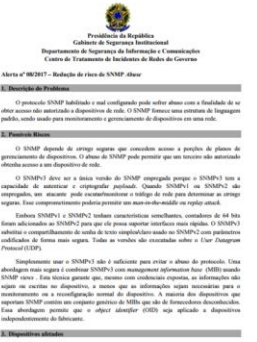 Presidência da República
Gabinete de Segurança Institucional
Departamento de Segurança da Informação e Comunicações
Centro de Tratamento de Incidentes de Redes do Governo
Alerta nº 08/2017 – Redução de risco de SNMP Abuse
1. Descrição do Problema
O protocolo SNMP habilitado e mal configurado pode sofrer abuso com a finalidade de se
obter acesso não autorizado a dispositivos de rede. O SNMP fornece uma estrutura de linguagem
padrão, sendo usado para monitoramento e gerenciamento de dispositivos em uma rede.
2. Possíveis Riscos
O SNMP depende de strings seguras que concedem acesso a porções de planos de
gerenciamento de dispositivos. O abuso de SNMP pode permitir que um terceiro não autorizado
obtenha acesso a um dispositivo de rede.
O SNMPv3 deve ser a única versão do SNMP empregada porque o SNMPv3 tem a
capacidade de autenticar e criptografar payloads. Quando SNMPv1 ou SNMPv2 são
empregados, um atacante pode escutar/monitorar o tráfego de rede para determinar as strings
seguras. Esse comprometimento poderia permitir um man-in-the-middle ou replay attack.
Embora SNMPv1 e SNMPv2 tenham características semelhantes, contadores de 64 bits
foram adicionados ao SNMPv2 para que ele possa suportar interfaces mais rápidas. O SNMPv3
substitui o compartilhamento de senha de texto simples/claro usado no SNMPv2 com parâmetros
codificados de forma mais segura. Todas as versões são executadas sobre o User Datagram
Protocol (UDP).
Simplesmente usar o SNMPv3 não é suficiente para evitar o abuso do protocolo. Uma
abordagem mais segura é combinar SNMPv3 com management information base (MIB) usando
SNMP views. Esta técnica garante que, mesmo com credenciais expostas, as informações não
sejam ou escritas no dispositivo, a menos que as informações sejam necessárias para o
monitoramento ou a reconfiguração normal do dispositivo. A maioria dos dispositivos que
suportam SNMP contém um conjunto genérico de MIBs que são de fornecedores desconhecidos.
Essa abordagem permite que o object identifier (OID) seja aplicado a dispositivos
independentemente do fabricante.
3. Dispositivos afetados